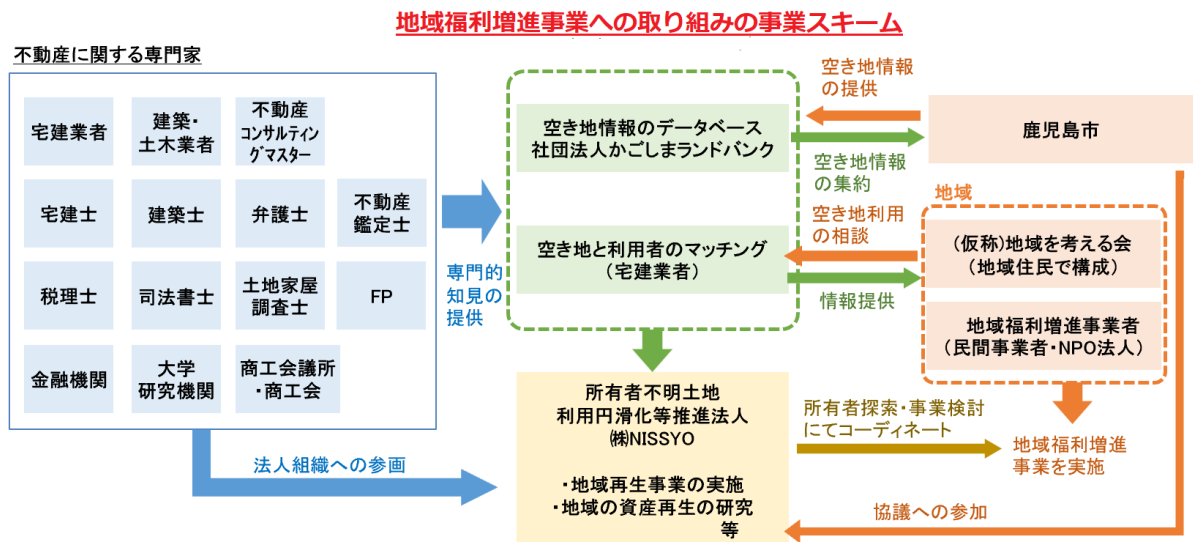 地域福利増進事業への取り組みの事業スキーム
不動産に関する専門家
宅建業者
建築・
土木業者
不動産
コンサルティン
グマスター
宅建士
建築士
弁護士
不動産
鑑定士
税理士
司法書士
土地家屋
調査士
FP
金融機関
大学
研究機関
商工会議所
・商工会
専門的
知見の
提供
法人組織への参画
空き地情報のデータベース
社団法人かごしまランドバンク
空き地と利用者のマッチング
(宅建業者)
空き地情報
の提供
空き地情報
の集約
空き地利用
の相談
情報提供
鹿児島市
地域
(仮称)地域を考える会
(地域住民で構成)
地域福利増進事業者
(民間事業者・NPO法人)
所有者不明土地
利用円滑化等推進法人
㈱NISSYO
・地域再生事業の実施
・地域の資産再生の研究
等
所有者探索・事業検討
にてコーディネート
地域福利増進
事業を実施
協議への参加